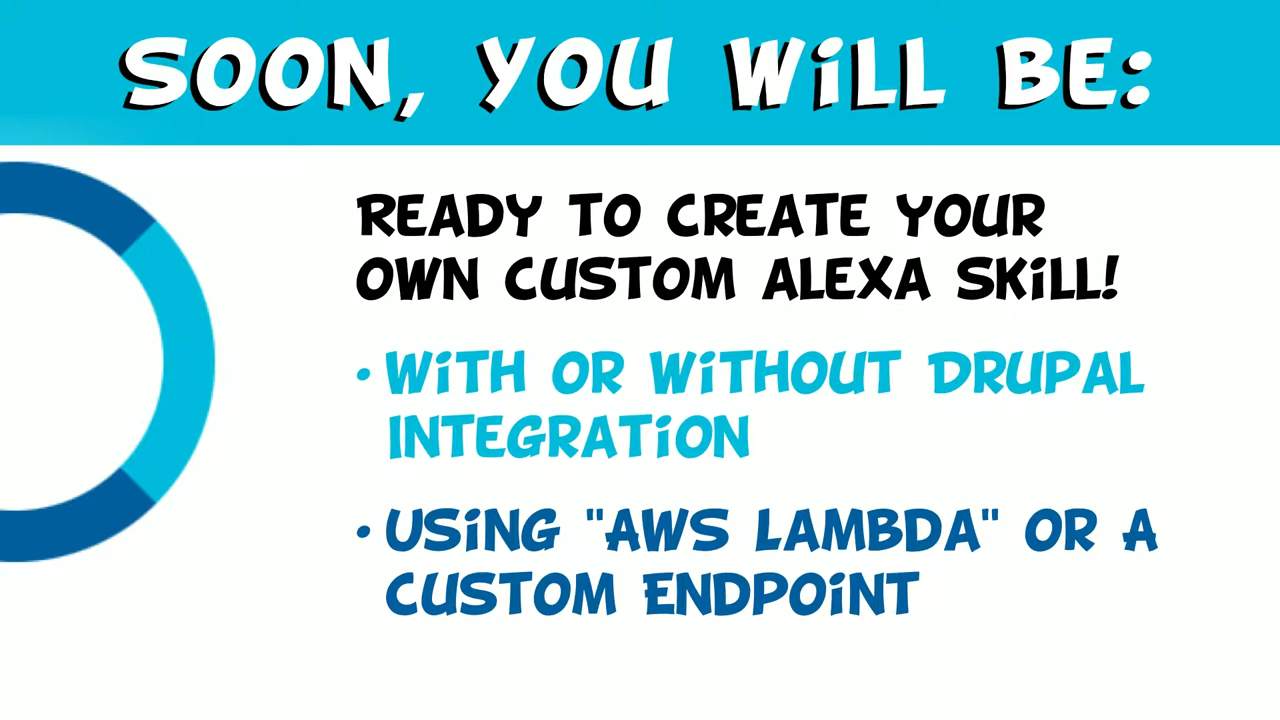 SOON, YOU WILL BE:
READY TO CREATE YOUR
OWN CUSTOM ALEXA SKILL!
• WITH OR WITHOUT DRUPAL
INTEGRATION
• USING "AWS LAMBDA" OR A
CUSTOM ENDPOINT